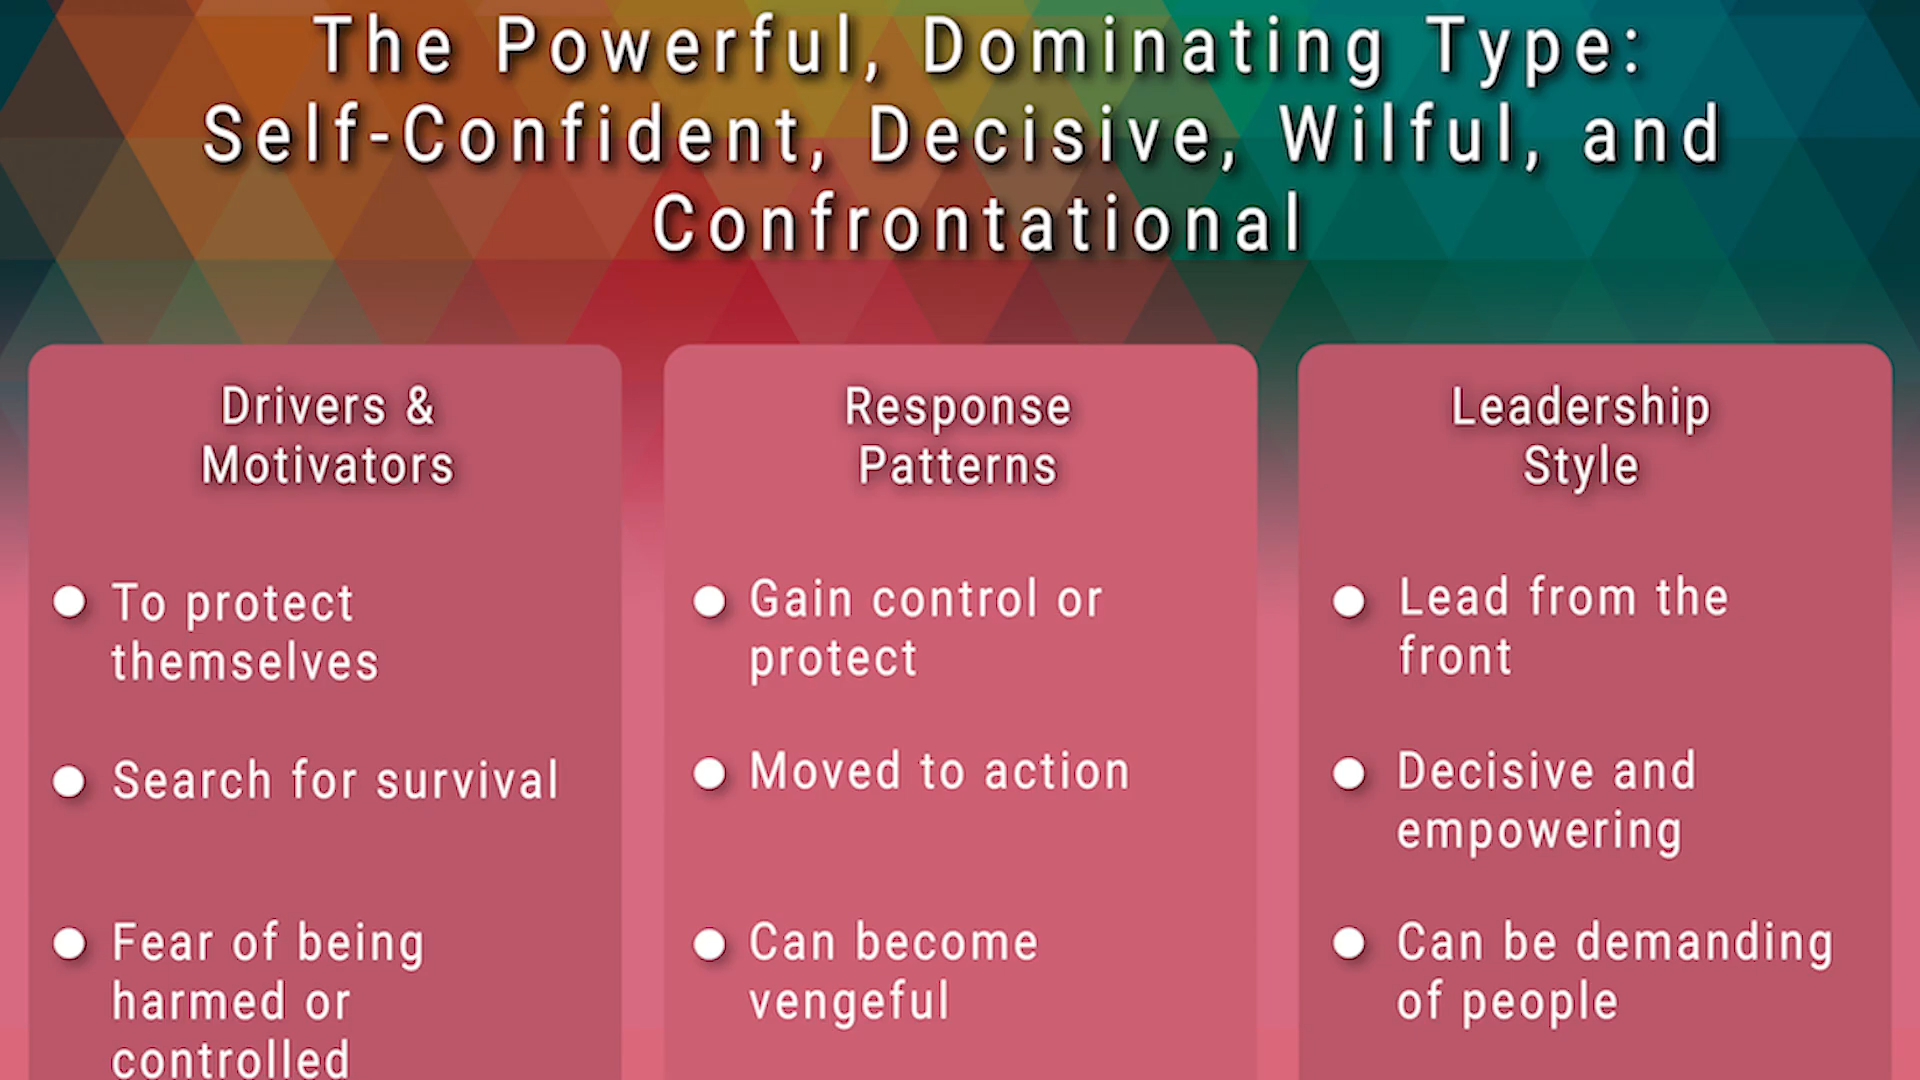 The Powerful, Dominating Type:
Self-Confident, Decisive, Wilful, and
Confrontational
Drivers &
Motivators
To protect
themselves
Search for survival
Fear of being
harmed or
controlled
Response
Patterns
Gain control or
protect
Moved to action
Can become
vengeful
Leadership
Style
Lead from the
front
Decisive and
empowering
Can be demanding
of people